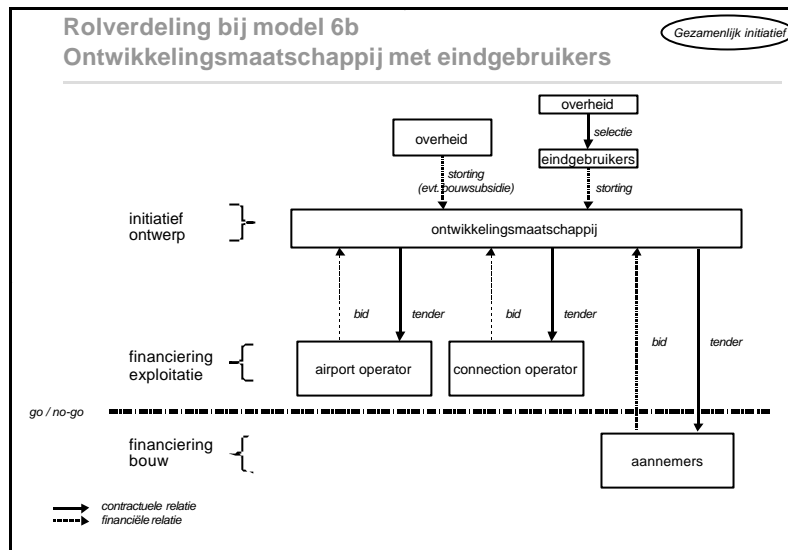 Rolverdeling bij model 6b
Ontwikkelingsmaatschappij met eindgebruikers
Gezamenlijk initiatief
overheid
selectie
overheid
eindgebruikers
storting
(evt. bouwsubsidie)
storting
initiatief
ontwerp
ontwikkelingsmaatschappij
bid
tender
bid
tender
bid
tender
financiering
exploitatie
airport operator
connection operator
go / no-go
financiering
bouw
aannemers
contractuele relatie
financiële relatie